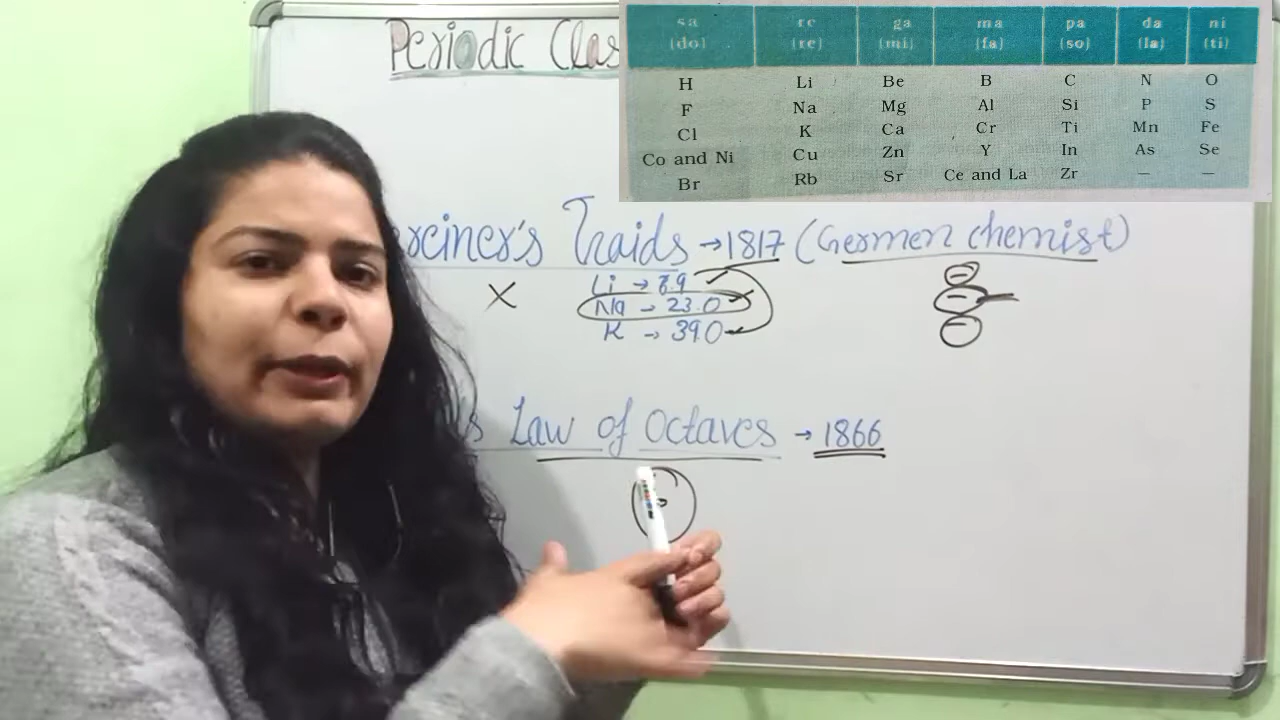 Periodic Clas
sa re ga ma pa da ni
(do) (re) (mi) (fa) (so) (la) (ti)
H Li Be B C N O
F Na Mg Al Si P S
Cl K Ca Cr Ti Mn Fe
Co and Ni Cu Zn Y In As Se
Br Rb Sr Ce and La Zr — —
reiner's Traids → 1817 (Germen chemist)
X Li → 6.9
Na → 23.0
K → 39.0
's Law of Octaves → 1866
8